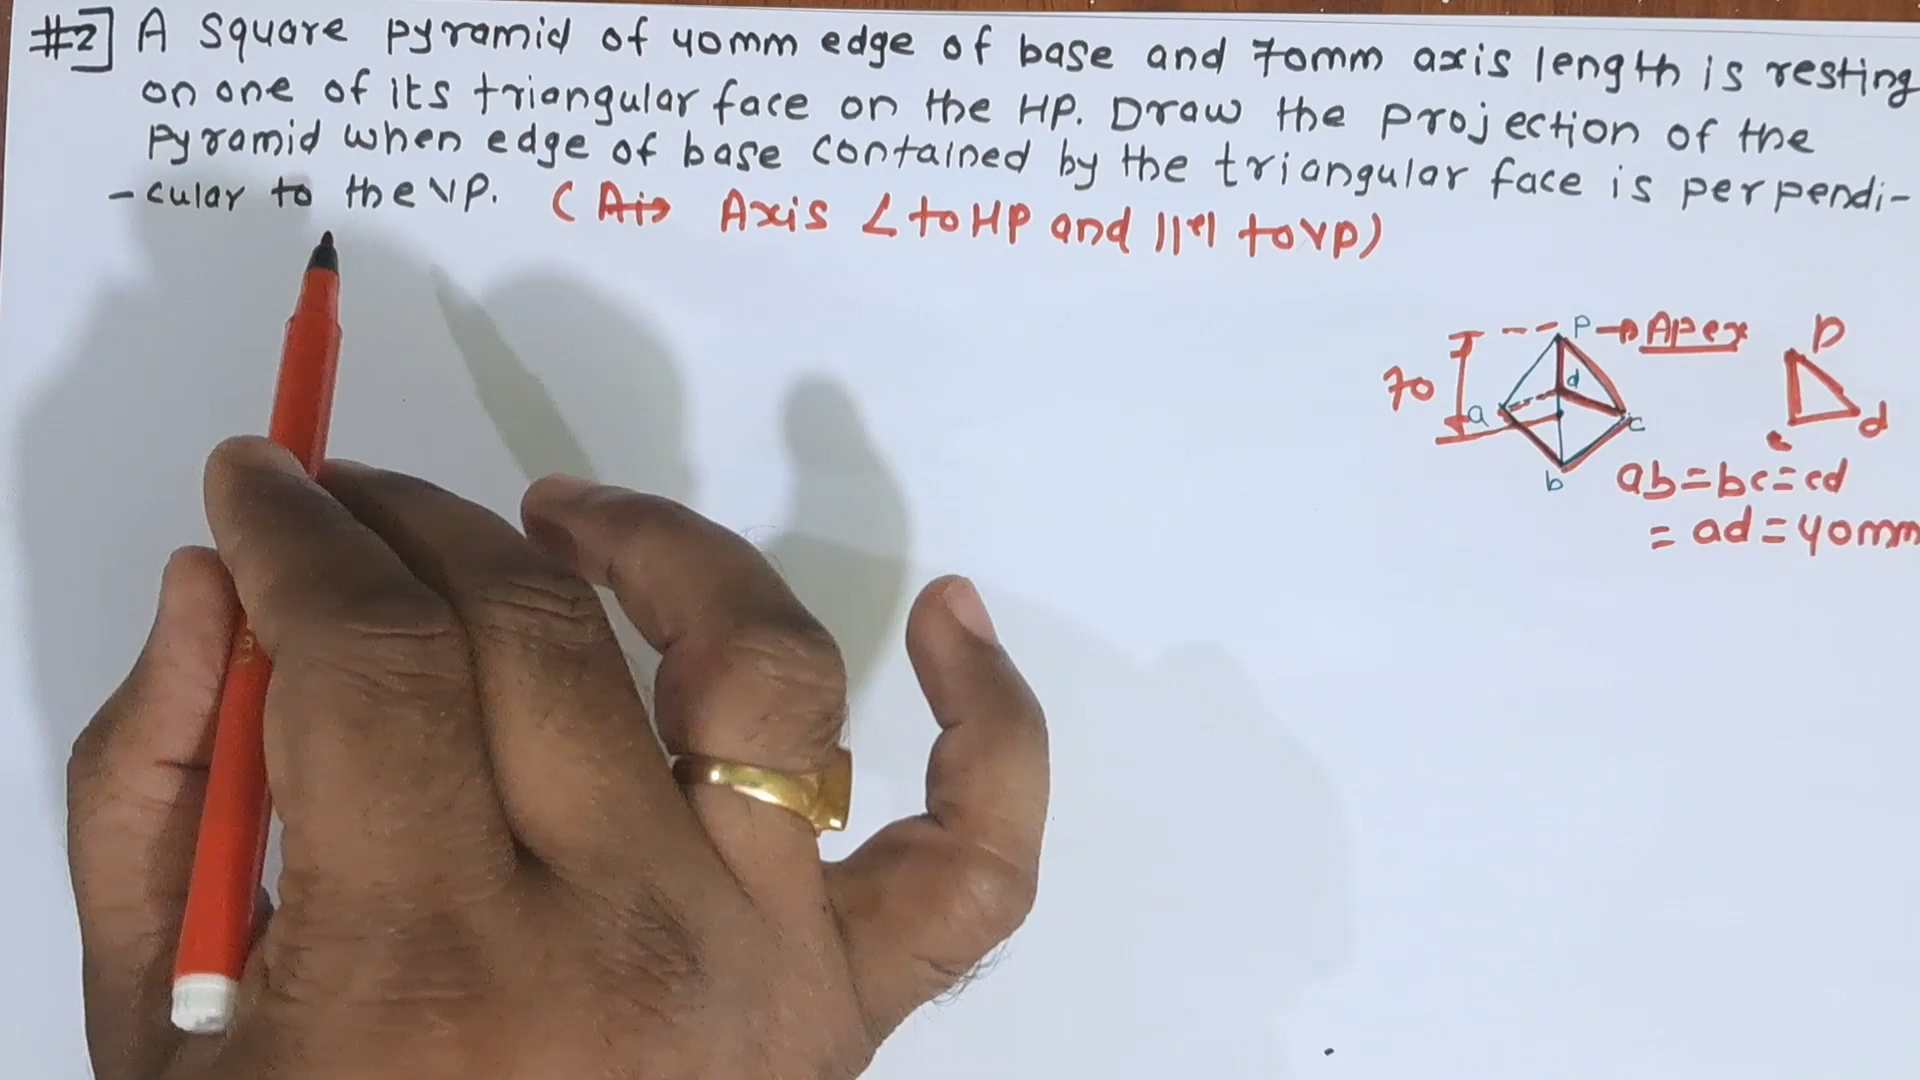 #2] A square pyramid of 40mm edge of base and 70mm axis length is resting
on one of its triangular face on the HP. Draw the projection of the
pyramid when edge of base contained by the triangular face is perpendi-
-cular to the VP. ( Axis ∠ to HP and ||el to VP)
P → Apex
p
70
d
a
c
d
b
ab=bc=cd
= ad = 40mm